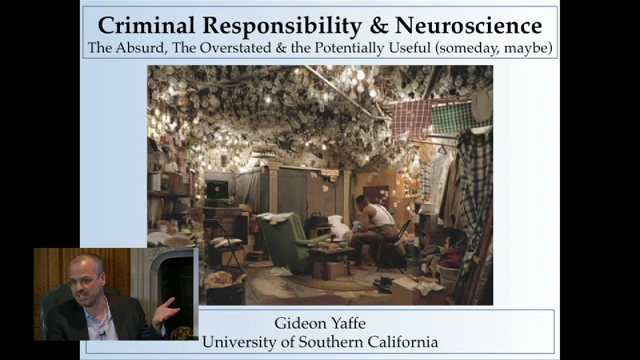 Criminal Responsibility & Neuroscience
The Absurd, The Overstated & the Potentially Useful (someday, maybe)
Gideon Yaffe
University of Southern California